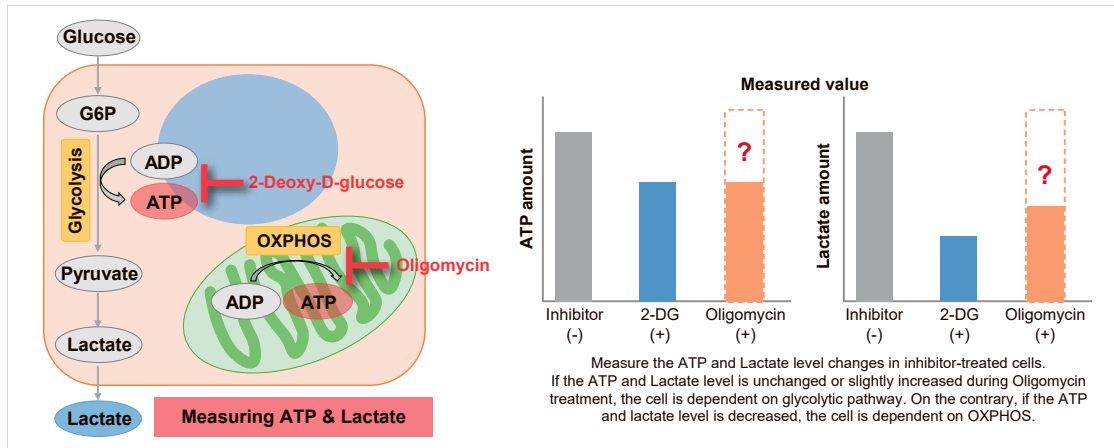 Glucose
G6P
Glycolysis
ADP
ATP
2-Deoxy-D-glucose
OXPHOS
Oligomycin
Pyruvate
ADP
ATP
Lactate
Lactate
Measuring ATP & Lactate
Measured value
ATP amount
?
Inhibitor
(-)
2-DG
(+)
Oligomycin
(+)
Lactate amount
?
Inhibitor
(-)
2-DG
(+)
Oligomycin
(+)
Measure the ATP and Lactate level changes in inhibitor-treated cells.
If the ATP and Lactate level is unchanged or slightly increased during Oligomycin
treatment, the cell is dependent on glycolytic pathway. On the contrary, if the ATP
and lactate level is decreased, the cell is dependent on OXPHOS.